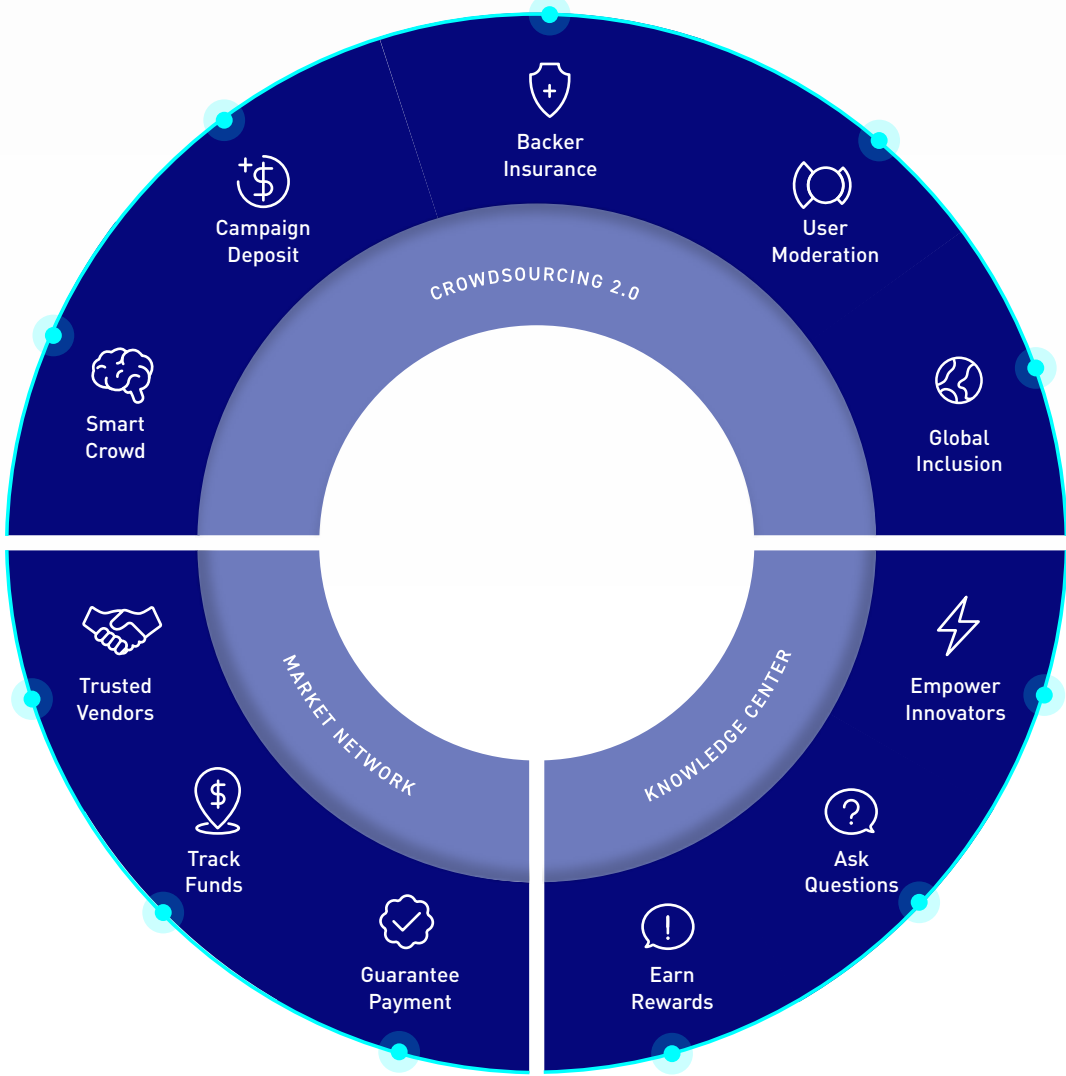 Backer
Insurance
Campaign
Deposit
User
Moderation
CROWDSOURCING 2.0
Smart
Crowd
Global
Inclusion
Trusted
Vendors
MARKET NETWORK
KNOWLEDGE CENTER
Empower
Innovators
Track
Funds
Ask
Questions
Guarantee
Payment
Earn
Rewards